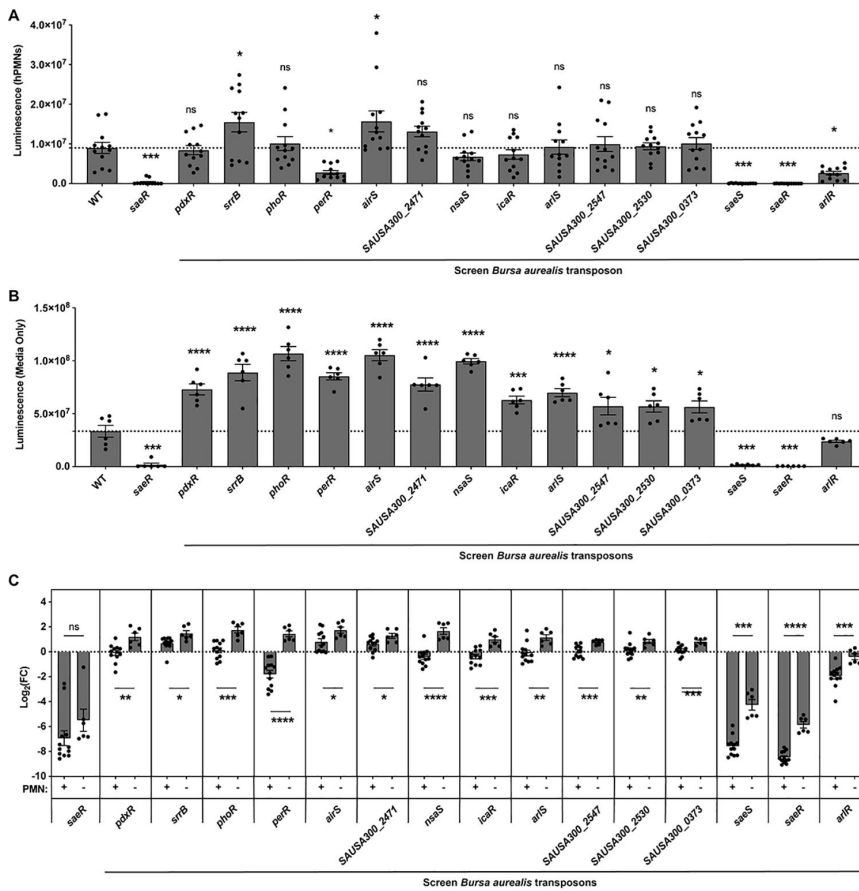 A
Luminescence (hPMNs)
4.0×10⁷
3.0×10⁷
2.0×10⁷
1.0×10⁷
0.0
*** ns * ns * * ns ns ns ns ns ns ns *** *** *
WT saeR pdxR srrB phoR perR airS SAUSA300_2471 nsaS icaR arlS SAUSA300_2547 SAUSA300_2530 SAUSA300_0373 saeS saeR arlR
Screen Bursa aurealis transposon
B
Luminescence (Media Only)
1.5×10⁸
1.0×10⁸
5.0×10⁷
0.0
*** **** **** **** **** **** **** **** *** **** * * * *** *** ns
WT saeR pdxR srrB phoR perR airS SAUSA300_2471 nsaS icaR arlS SAUSA300_2547 SAUSA300_2530 SAUSA300_0373 saeS saeR arlR
Screen Bursa aurealis transposons
C
Log₂(FC)
4
2
0
-2
-4
-6
-8
-10
ns ** * *** **** * * **** *** ** *** ** *** *** **** ***
PMN: + - + - + - + - + - + - + - + - + - + - + - + - + - + - + - + -
saeR pdxR srrB phoR perR airS SAUSA300_2471 nsaS icaR arlS SAUSA300_2547 SAUSA300_2530 SAUSA300_0373 saeS saeR arlR
Screen Bursa aurealis transposons